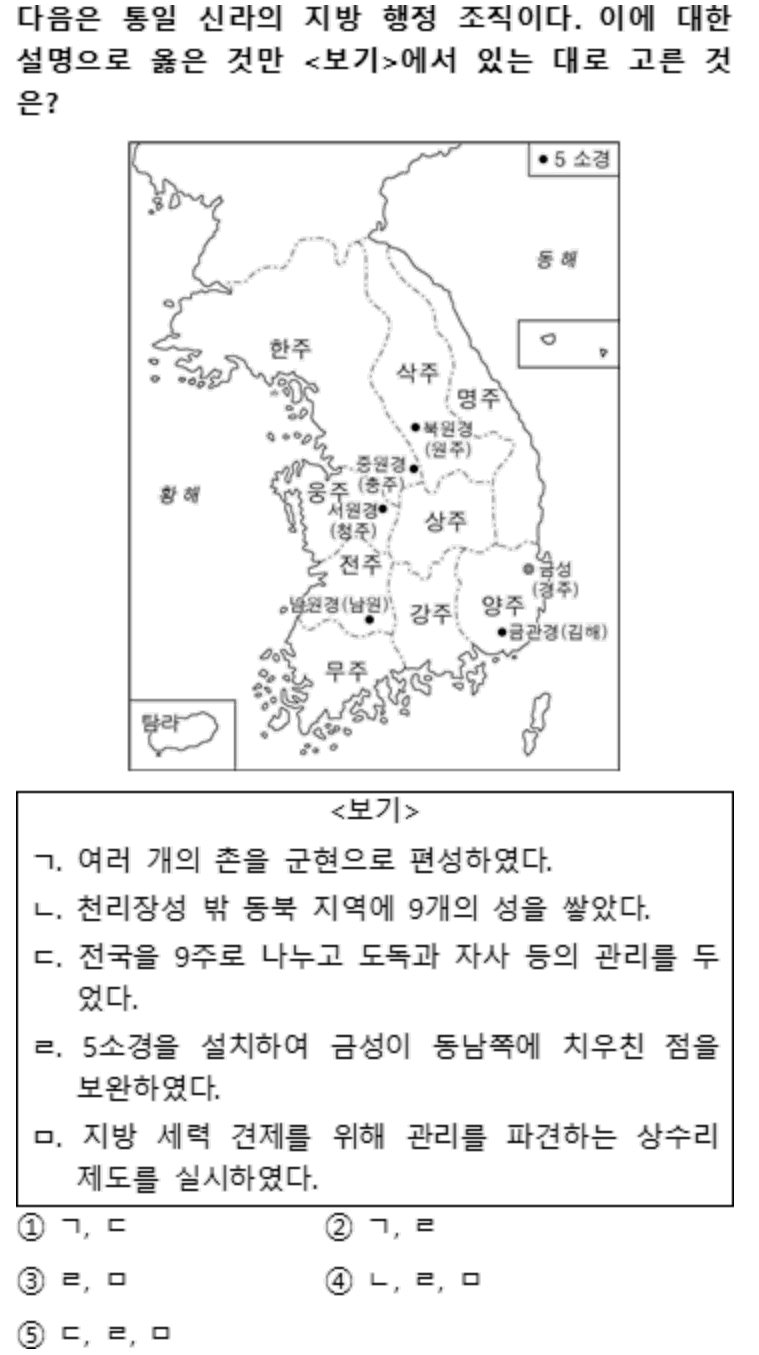 다음은 통일 신라의 지방 행정 조직이다. 이에 대한
설명으로 옳은 것만 <보기>에서 있는 대로 고른 것
은?
• 5 소경
동해
한주
삭주
명주
북원경
(원주)
중원경
(충주)
황해
웅주
서원경
(청주)
상주
전주
금성
(경주)
남원경(남원)
강주
양주
금관경(김해)
무주
탐라
<보기>
ㄱ. 여러 개의 촌을 군현으로 편성하였다.
ㄴ. 천리장성 밖 동북 지역에 9개의 성을 쌓았다.
ㄷ. 전국을 9주로 나누고 도독과 자사 등의 관리를 두
었다.
ㄹ. 5소경을 설치하여 금성이 동남쪽에 치우친 점을
보완하였다.
ㅁ. 지방 세력 견제를 위해 관리를 파견하는 상수리
제도를 실시하였다.
① ㄱ, ㄷ ② ㄱ, ㄹ
③ ㄹ, ㅁ ④ ㄴ, ㄹ, ㅁ
⑤ ㄷ, ㄹ, ㅁ